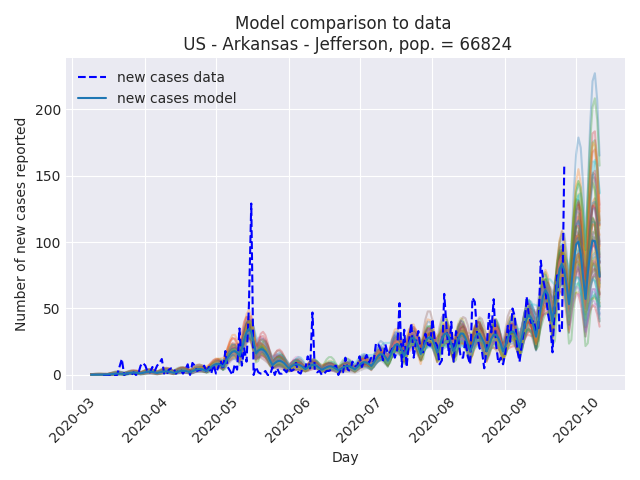 Model comparison to data
US - Arkansas - Jefferson, pop. = 66824
new cases data
new cases model
Number of new cases reported
200
150
100
50
0
2020-03
2020-04
2020-05
2020-06
2020-07
2020-08
2020-09
2020-10
Day